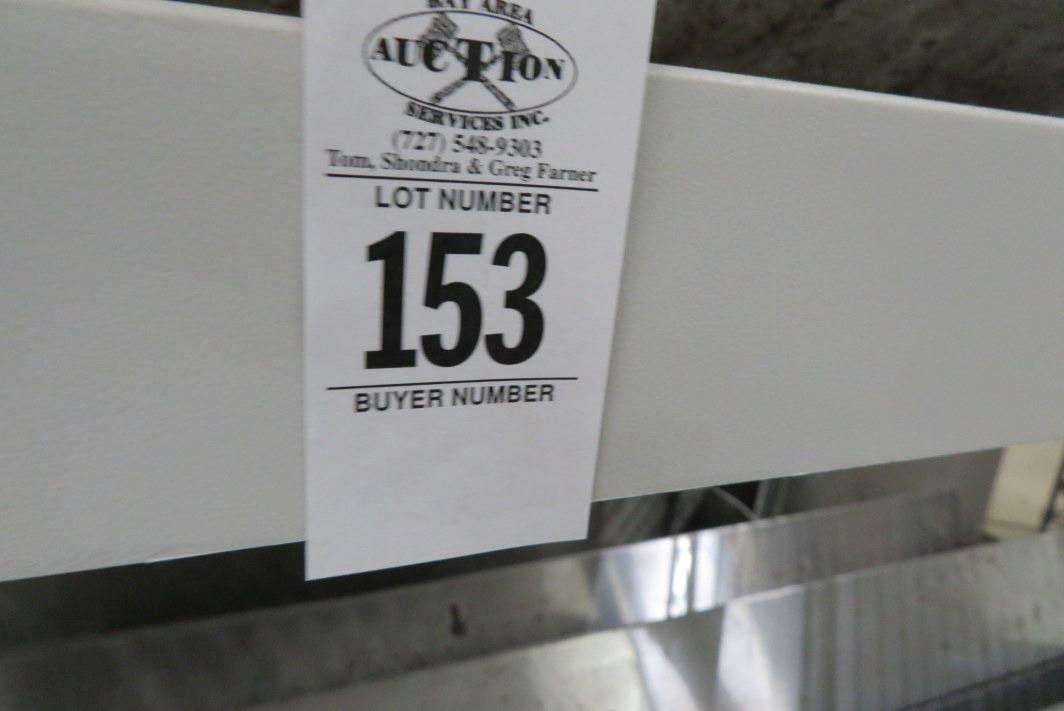 BAY AREA
AUCTION
SERVICES INC.
(727) 548-9303
Tom, Shondra & Greg Farner
LOT NUMBER
153
BUYER NUMBER